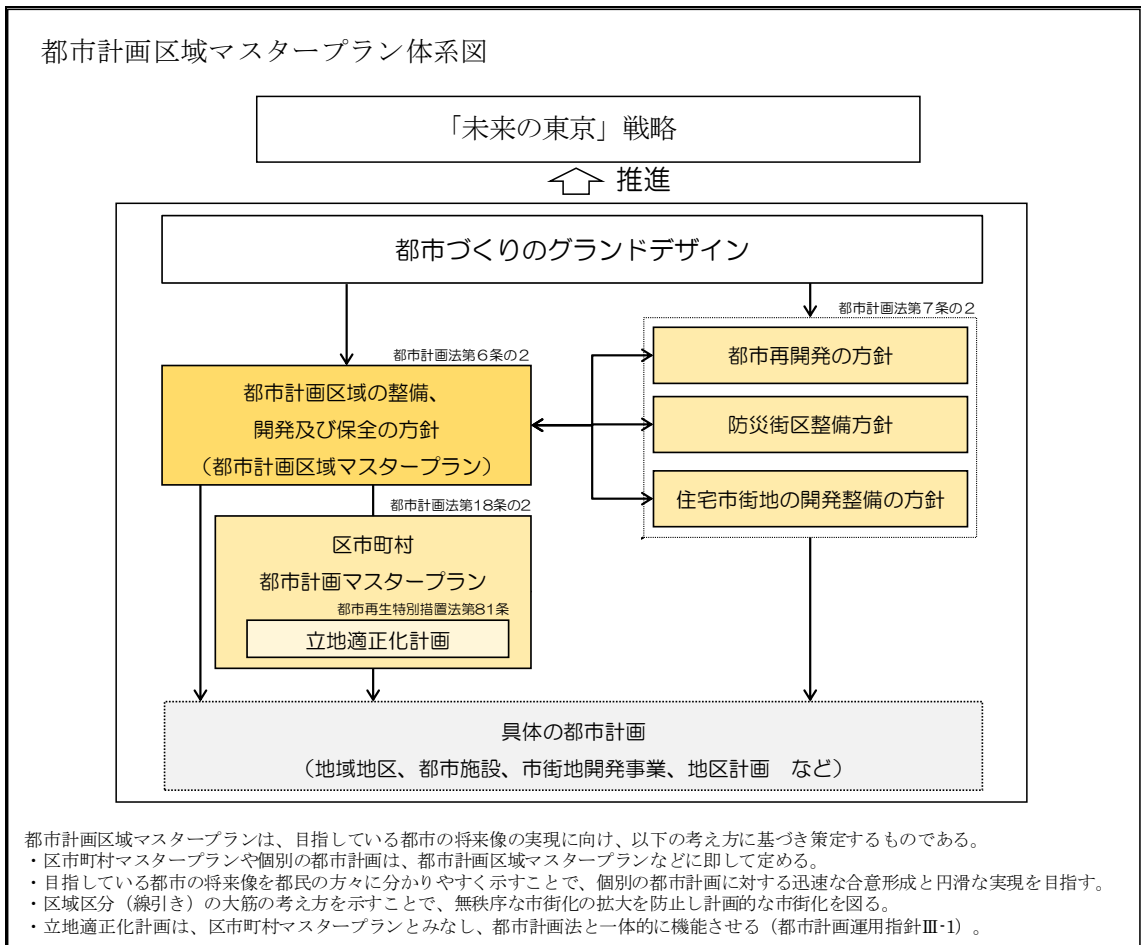 都市計画区域マスタープラン体系図
「未来の東京」戦略
推進
都市づくりのグランドデザイン
都市計画法第７条の２
都市計画法第６条の２
都市再開発の方針
都市計画区域の整備、
開発及び保全の方針
（都市計画区域マスタープラン）
防災街区整備方針
住宅市街地の開発整備の方針
都市計画法第18条の２
区市町村
都市計画マスタープラン
都市再生特別措置法第81条
立地適正化計画
具体の都市計画
（地域地区、都市施設、市街地開発事業、地区計画　など）
都市計画区域マスタープランは、目指している都市の将来像の実現に向け、以下の考え方に基づき策定するものである。
・区市町村マスタープランや個別の都市計画は、都市計画区域マスタープランなどに即して定める。
・目指している都市の将来像を都民の方々に分かりやすく示すことで、個別の都市計画に対する迅速な合意形成と円滑な実現を目指す。
・区域区分（線引き）の大筋の考え方を示すことで、無秩序な市街化の拡大を防止し計画的な市街化を図る。
・立地適正化計画は、区市町村マスタープランとみなし、都市計画法と一体的に機能させる（都市計画運用指針Ⅲ-1）。